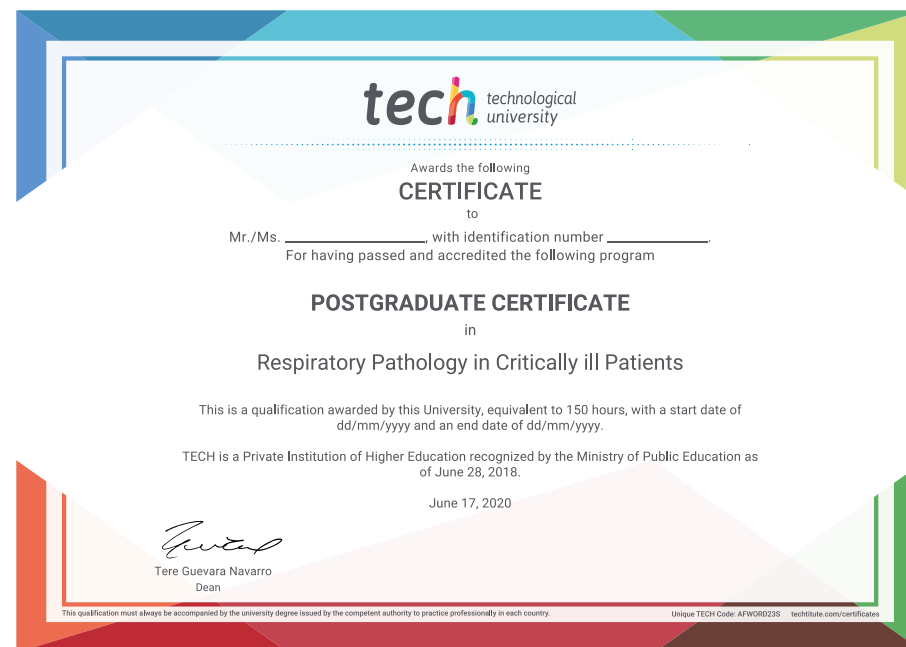 tech technological
university
Awards the following
CERTIFICATE
to
Mr./Ms. ____________________, with identification number ______________.
For having passed and accredited the following program
POSTGRADUATE CERTIFICATE
in
Respiratory Pathology in Critically ill Patients
This is a qualification awarded by this University, equivalent to 150 hours, with a start date of
dd/mm/yyyy and an end date of dd/mm/yyyy.
TECH is a Private Institution of Higher Education recognized by the Ministry of Public Education as
of June 28, 2018.
June 17, 2020
Tere Guevara Navarro
Dean
This qualification must always be accompanied by the university degree issued by the competent authority to practice professionally in each country.
Unique TECH Code: AFWORD23S techtitute.com/certificates